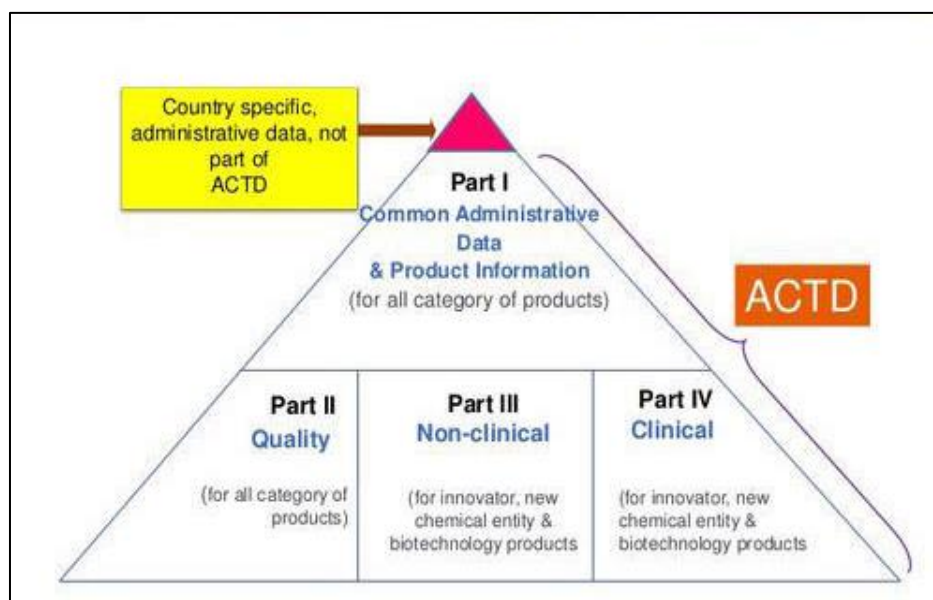 Country specific,
administrative data, not
part of
ACTD
Part I
Common Administrative
Data
& Product Information
(for all category of products)
ACTD
Part II
Quality
(for all category of
products)
Part III
Non-clinical
(for innovator, new
chemical entity &
biotechnology products
Part IV
Clinical
(for innovator, new
chemical entity &
biotechnology products